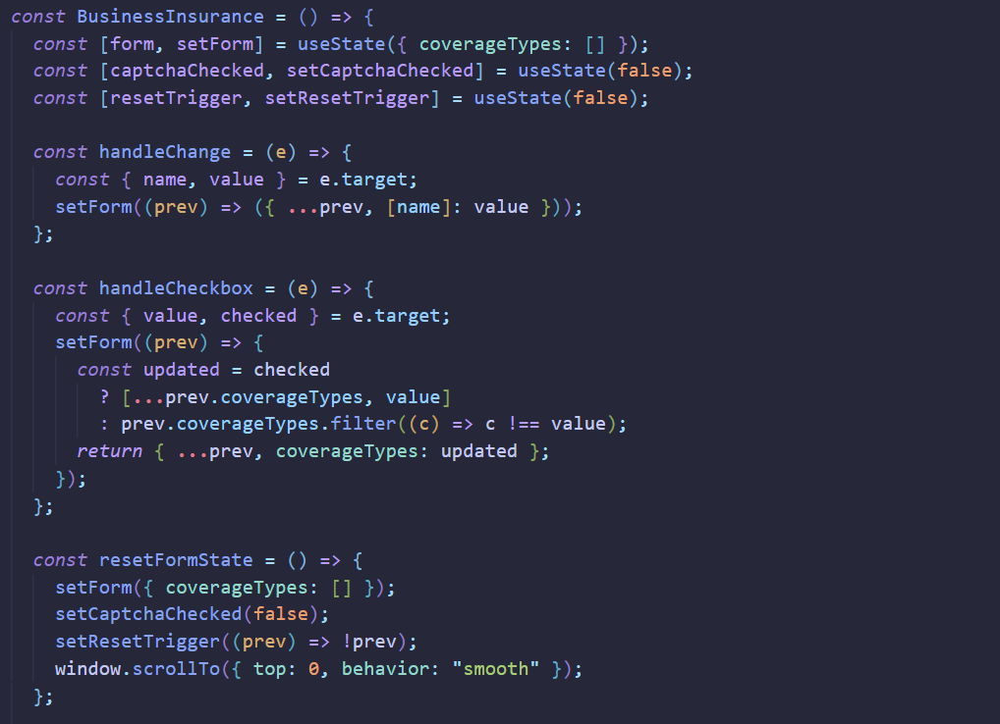 const BusinessInsurance = () => {
  const [form, setForm] = useState({ coverageTypes: [] });
  const [captchaChecked, setCaptchaChecked] = useState(false);
  const [resetTrigger, setResetTrigger] = useState(false);

  const handleChange = (e) => {
    const { name, value } = e.target;
    setForm((prev) => ({ ...prev, [name]: value }));
  };

  const handleCheckbox = (e) => {
    const { value, checked } = e.target;
    setForm((prev) => {
      const updated = checked
        ? [...prev.coverageTypes, value]
        : prev.coverageTypes.filter((c) => c !== value);
      return { ...prev, coverageTypes: updated };
    });
  };

  const resetFormState = () => {
    setForm({ coverageTypes: [] });
    setCaptchaChecked(false);
    setResetTrigger((prev) => !prev);
    window.scrollTo({ top: 0, behavior: "smooth" });
  };